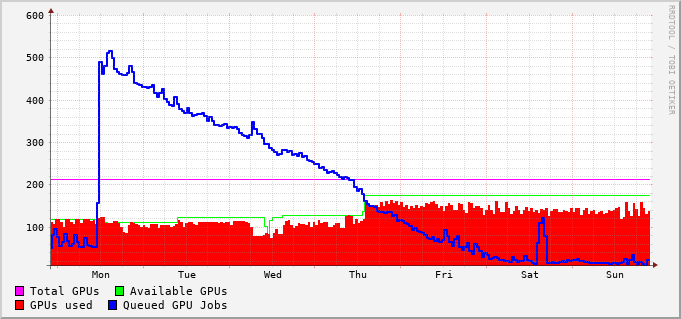 600
500
400
300
200
100
Mon Tue Wed Thu Fri Sat Sun
Total GPUs Available GPUs
GPUs used Queued GPU Jobs
RRDTOOL / TOBI OETIKER